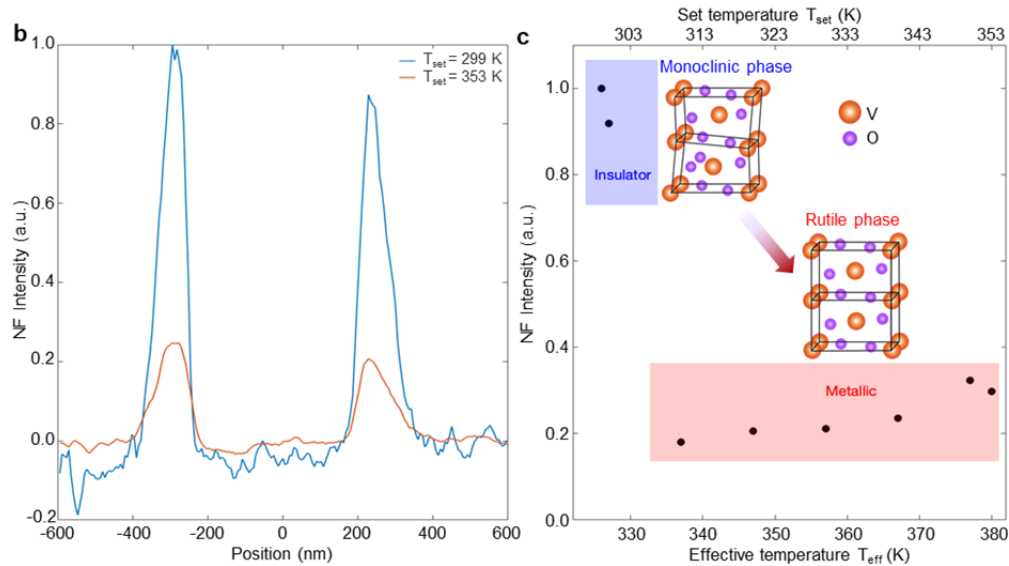 b
1.0
0.8
0.6
0.4
0.2
0.0
-0.2
NF Intensity (a.u.)
T_set = 299 K
T_set = 353 K
-600 -400 -200 0 200 400 600
Position (nm)
c
Set temperature T_set (K)
303 313 323 333 343 353
1.0
0.8
0.6
0.4
0.2
0.0
NF Intensity (a.u.)
Monoclinic phase
V
O
Insulator
Rutile phase
Metallic
330 340 350 360 370 380
Effective temperature T_eff (K)